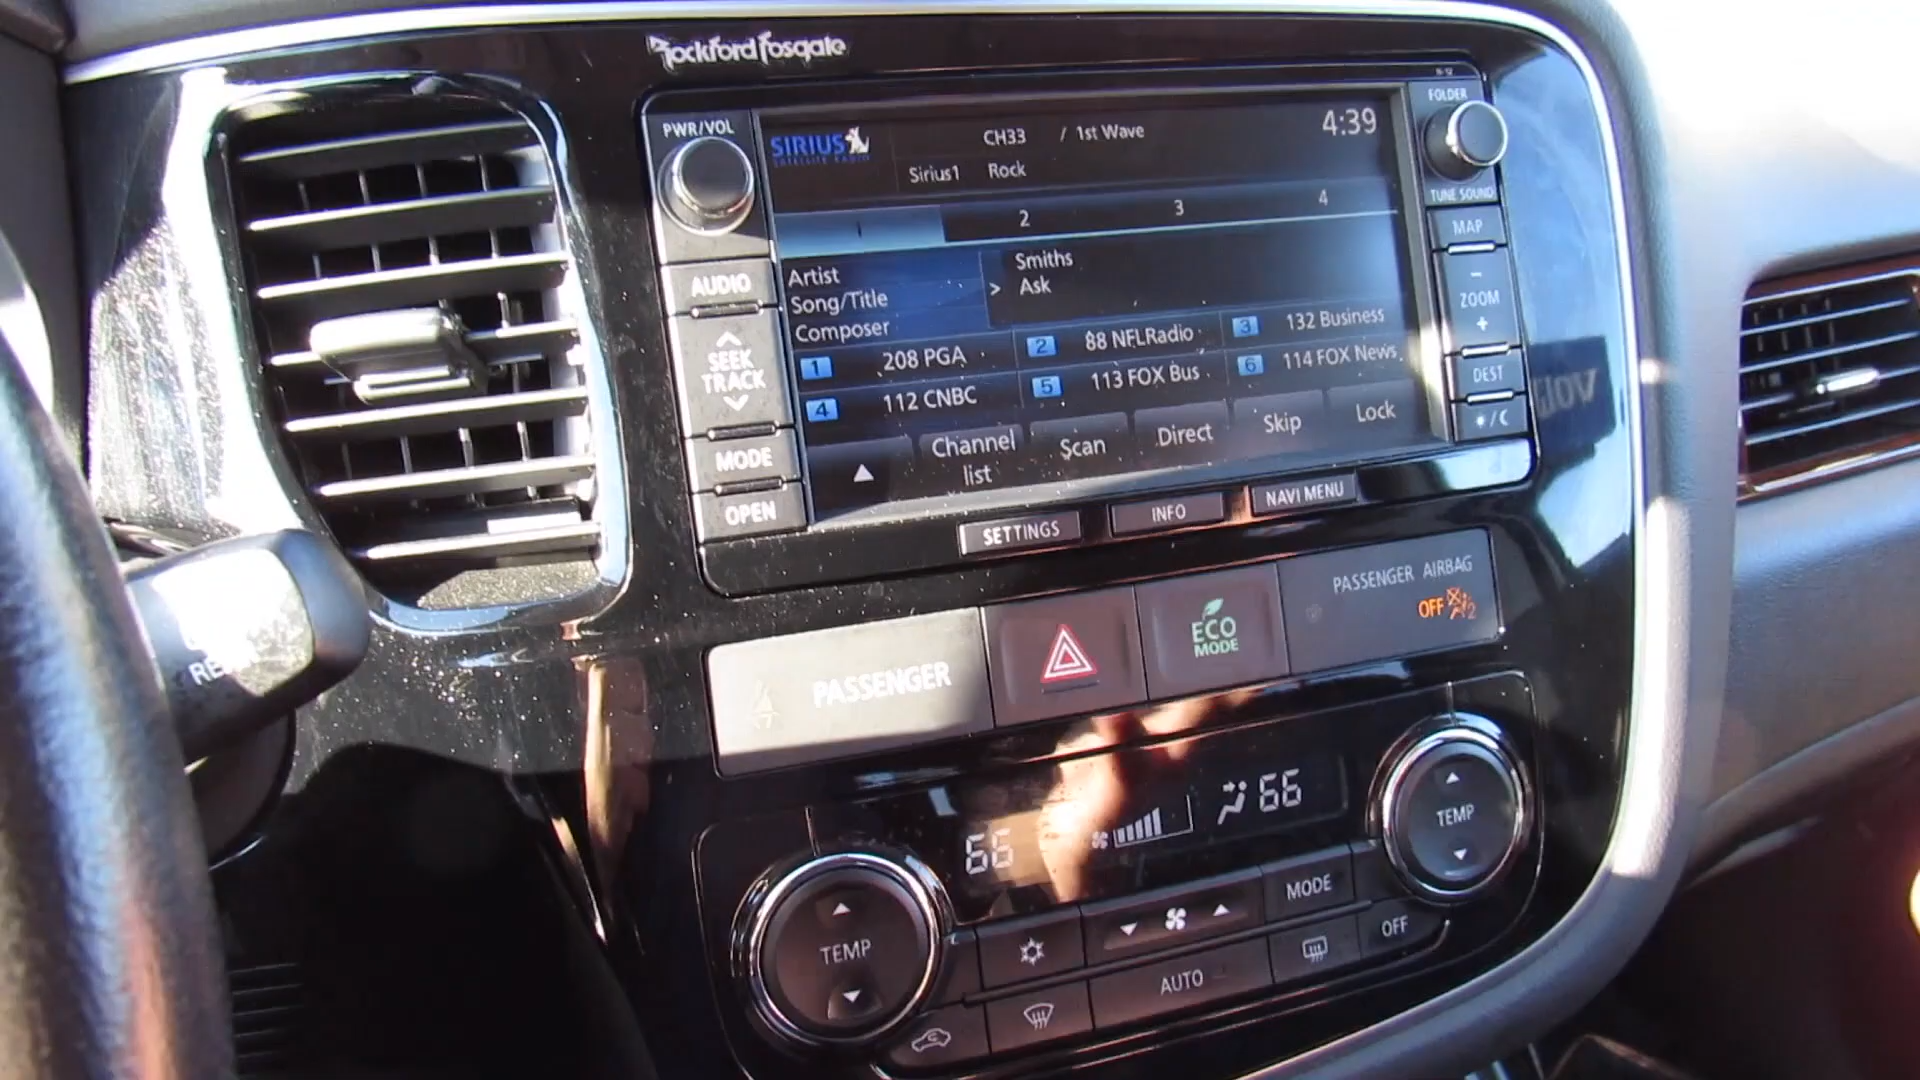 Rockford Fosgate
PWR/VOL
FOLDER
SIRIUS
SATELLITE RADIO
CH33 / 1st Wave
4:39
Sirius1 Rock
TUNE SOUND
1 2 3 4
MAP
AUDIO
Artist
Song/Title
Composer
>
Smiths
Ask
- ZOOM +
SEEK
TRACK
1 208 PGA
2 88 NFLRadio
3 132 Business
4 112 CNBC
5 113 FOX Bus
6 114 FOX News
DEST
MODE
Channel list
Scan
Direct
Skip
Lock
OPEN
SETTINGS
INFO
NAVI MENU
PASSENGER
ECO
MODE
PASSENGER AIRBAG
OFF 2
66
66
TEMP
TEMP
MODE
AUTO
OFF